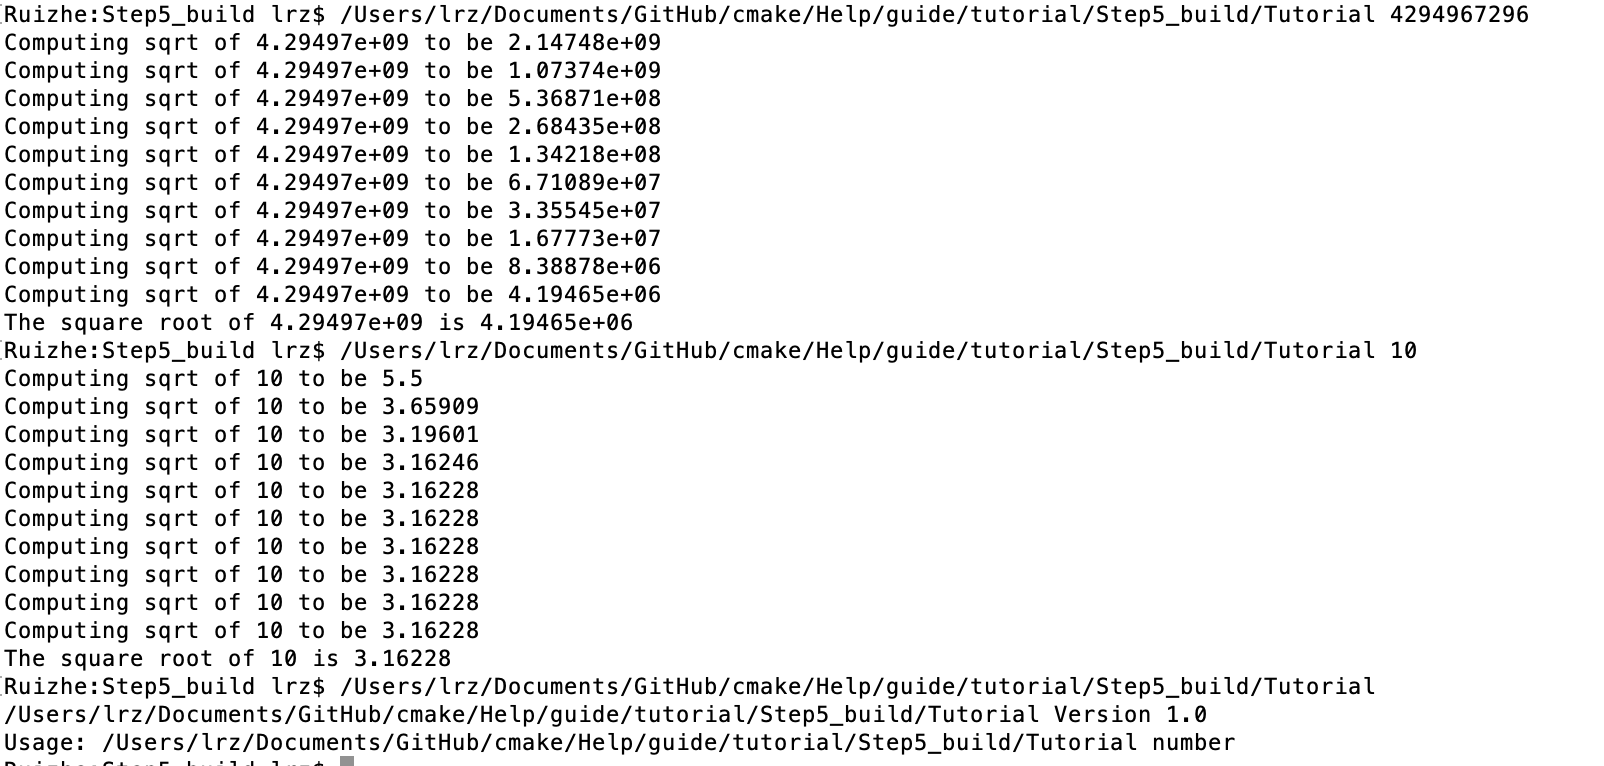 Ruizhe:Step5_build lrz$ /Users/lrz/Documents/GitHub/cmake/Help/guide/tutorial/Step5_build/Tutorial 4294967296
Computing sqrt of 4.29497e+09 to be 2.14748e+09
Computing sqrt of 4.29497e+09 to be 1.07374e+09
Computing sqrt of 4.29497e+09 to be 5.36871e+08
Computing sqrt of 4.29497e+09 to be 2.68435e+08
Computing sqrt of 4.29497e+09 to be 1.34218e+08
Computing sqrt of 4.29497e+09 to be 6.71089e+07
Computing sqrt of 4.29497e+09 to be 3.35545e+07
Computing sqrt of 4.29497e+09 to be 1.67773e+07
Computing sqrt of 4.29497e+09 to be 8.38878e+06
Computing sqrt of 4.29497e+09 to be 4.19465e+06
The square root of 4.29497e+09 is 4.19465e+06
Ruizhe:Step5_build lrz$ /Users/lrz/Documents/GitHub/cmake/Help/guide/tutorial/Step5_build/Tutorial 10
Computing sqrt of 10 to be 5.5
Computing sqrt of 10 to be 3.65909
Computing sqrt of 10 to be 3.19601
Computing sqrt of 10 to be 3.16246
Computing sqrt of 10 to be 3.16228
Computing sqrt of 10 to be 3.16228
Computing sqrt of 10 to be 3.16228
Computing sqrt of 10 to be 3.16228
Computing sqrt of 10 to be 3.16228
Computing sqrt of 10 to be 3.16228
The square root of 10 is 3.16228
Ruizhe:Step5_build lrz$ /Users/lrz/Documents/GitHub/cmake/Help/guide/tutorial/Step5_build/Tutorial
/Users/lrz/Documents/GitHub/cmake/Help/guide/tutorial/Step5_build/Tutorial Version 1.0
Usage: /Users/lrz/Documents/GitHub/cmake/Help/guide/tutorial/Step5_build/Tutorial number
Ruizhe:Step5_build lrz$